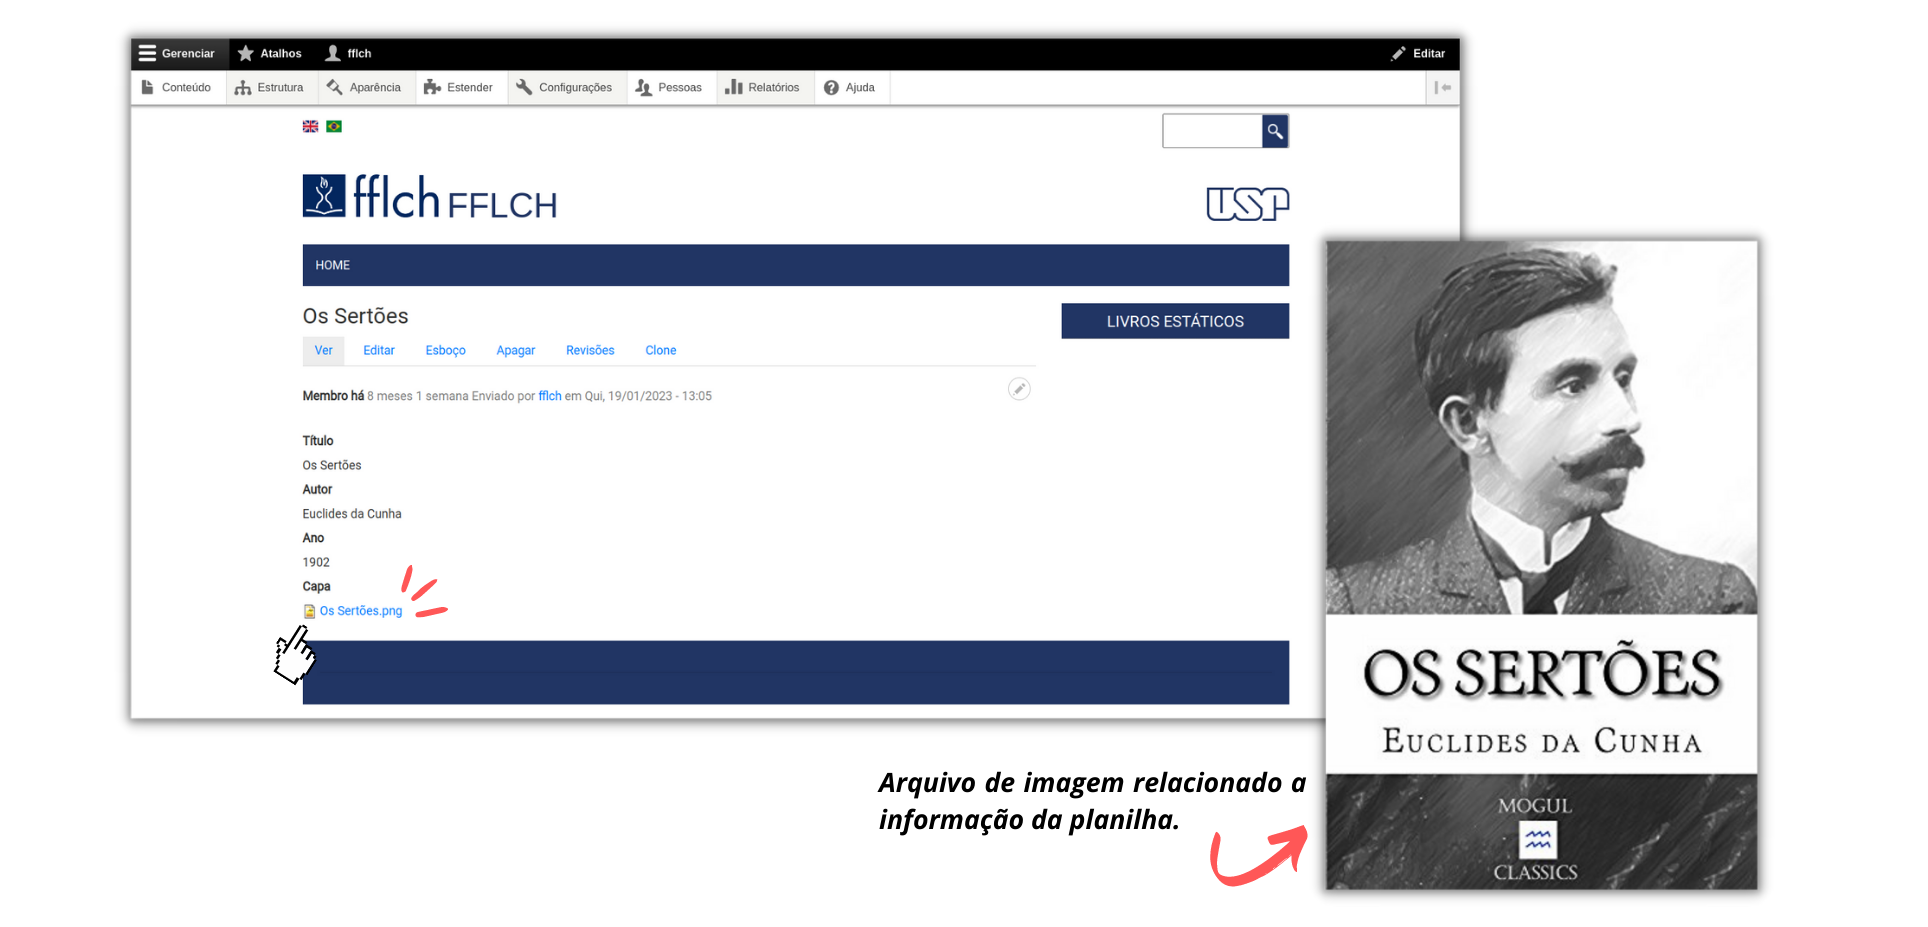 Gerenciar Atalhos fflch Editar
Conteúdo Estrutura Aparência Estender Configurações Pessoas Relatórios Ajuda
fflch FFLCH
USP
HOME
Os Sertões
LIVROS ESTÁTICOS
Ver Editar Esboço Apagar Revisões Clone
Membro há 8 meses 1 semana Enviado por fflch em Qui, 19/01/2023 - 13:05
Título
Os Sertões
Autor
Euclides da Cunha
Ano
1902
Capa
Os Sertões.png
Arquivo de imagem relacionado a
informação da planilha.
OS SERTÕES
EUCLIDES DA CUNHA
MOGUL
CLASSICS